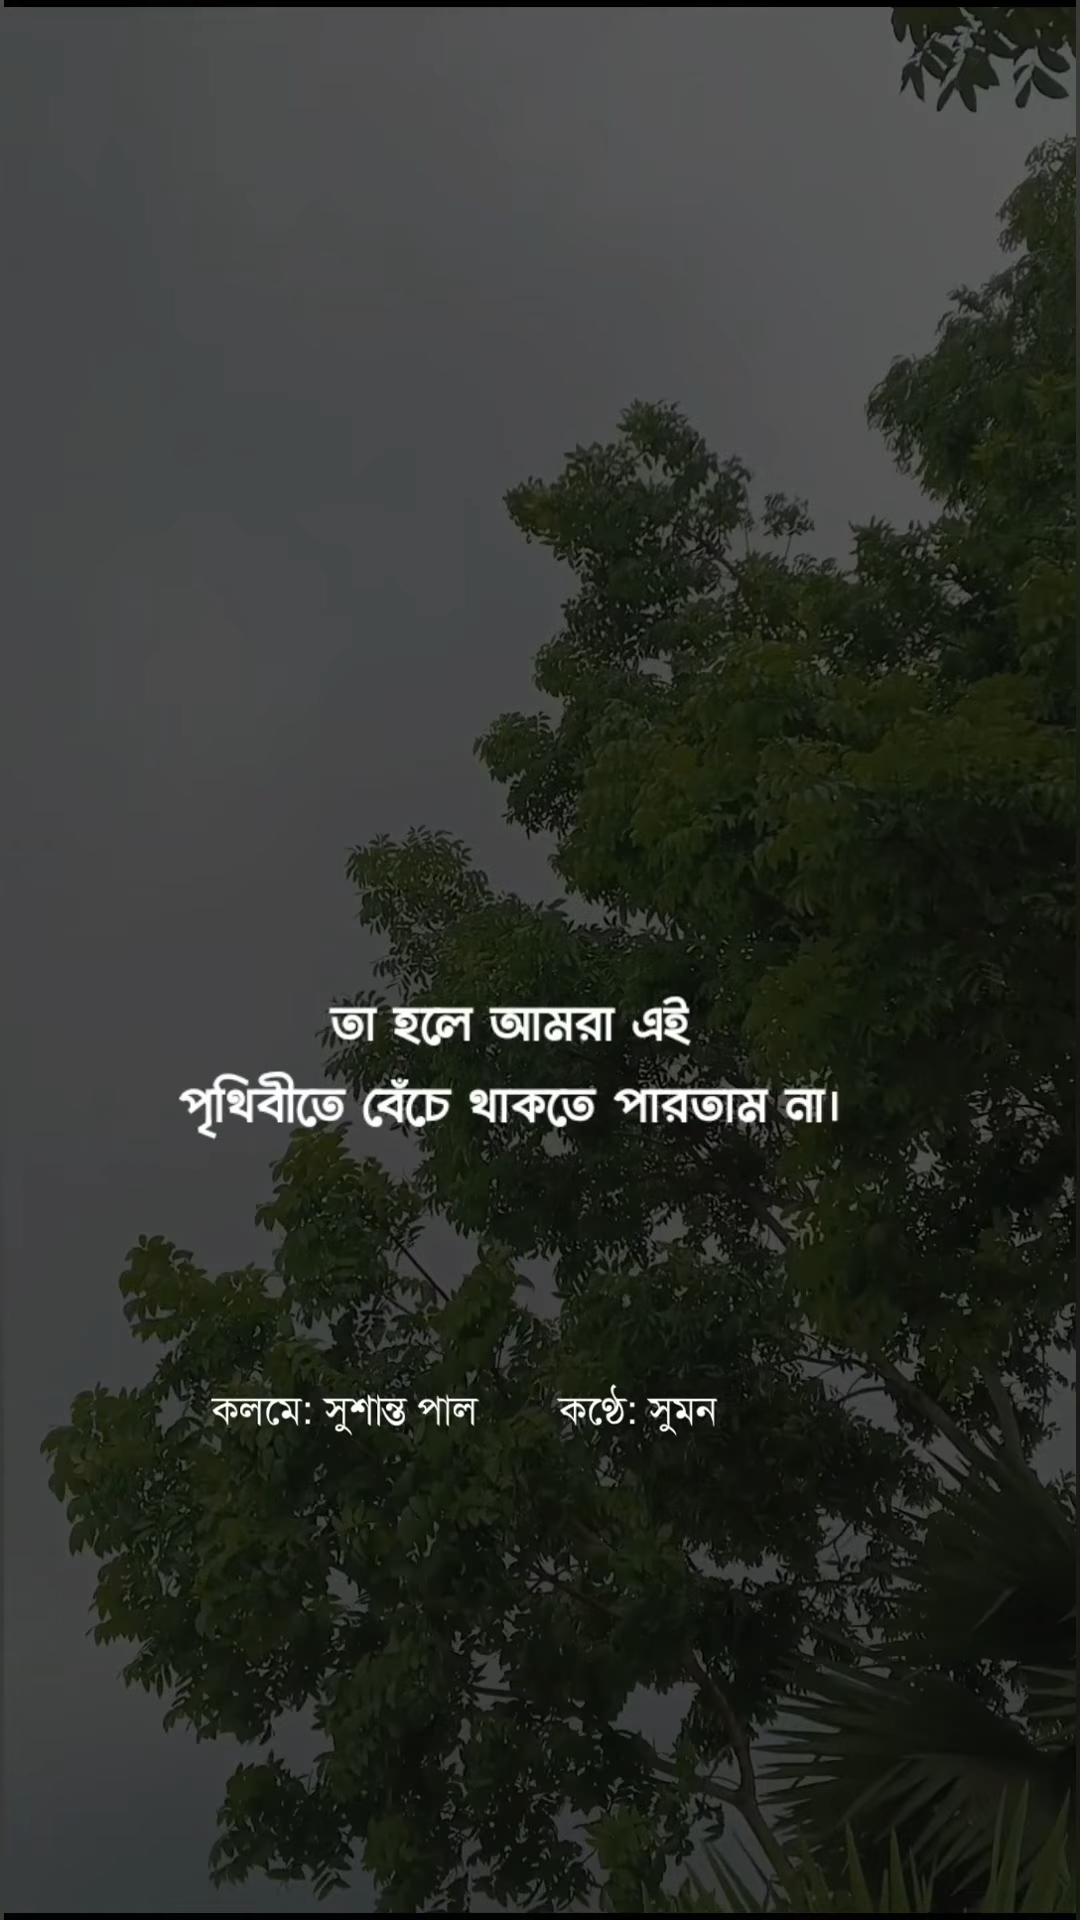 তা হলে আমরা এই
পৃথিবীতে বেঁচে থাকতে পারতাম না।
কলমে: সুশান্ত পাল কণ্ঠে: সুমন